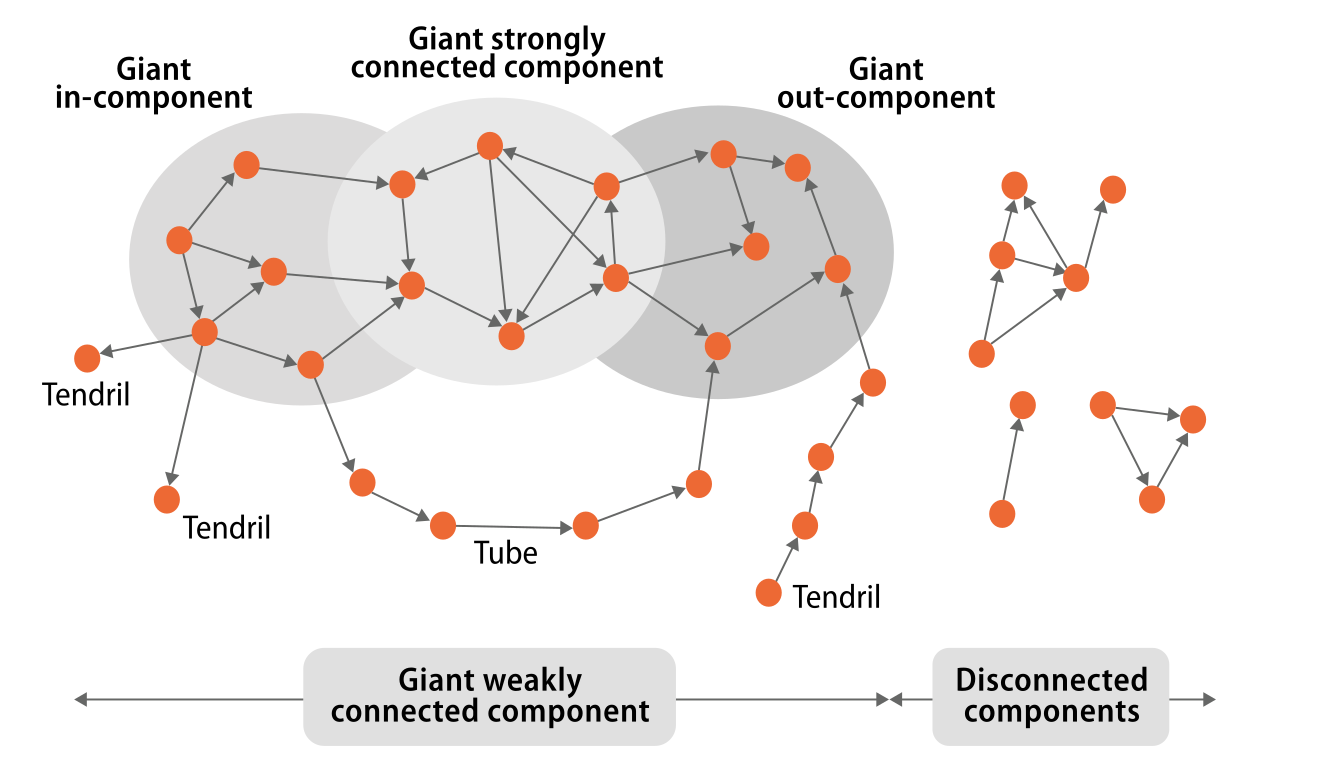 Giant strongly
connected component
Giant
in-component
Giant
out-component
Tendril
Tendril
Tube
Tendril
Giant weakly
connected component
Disconnected
components